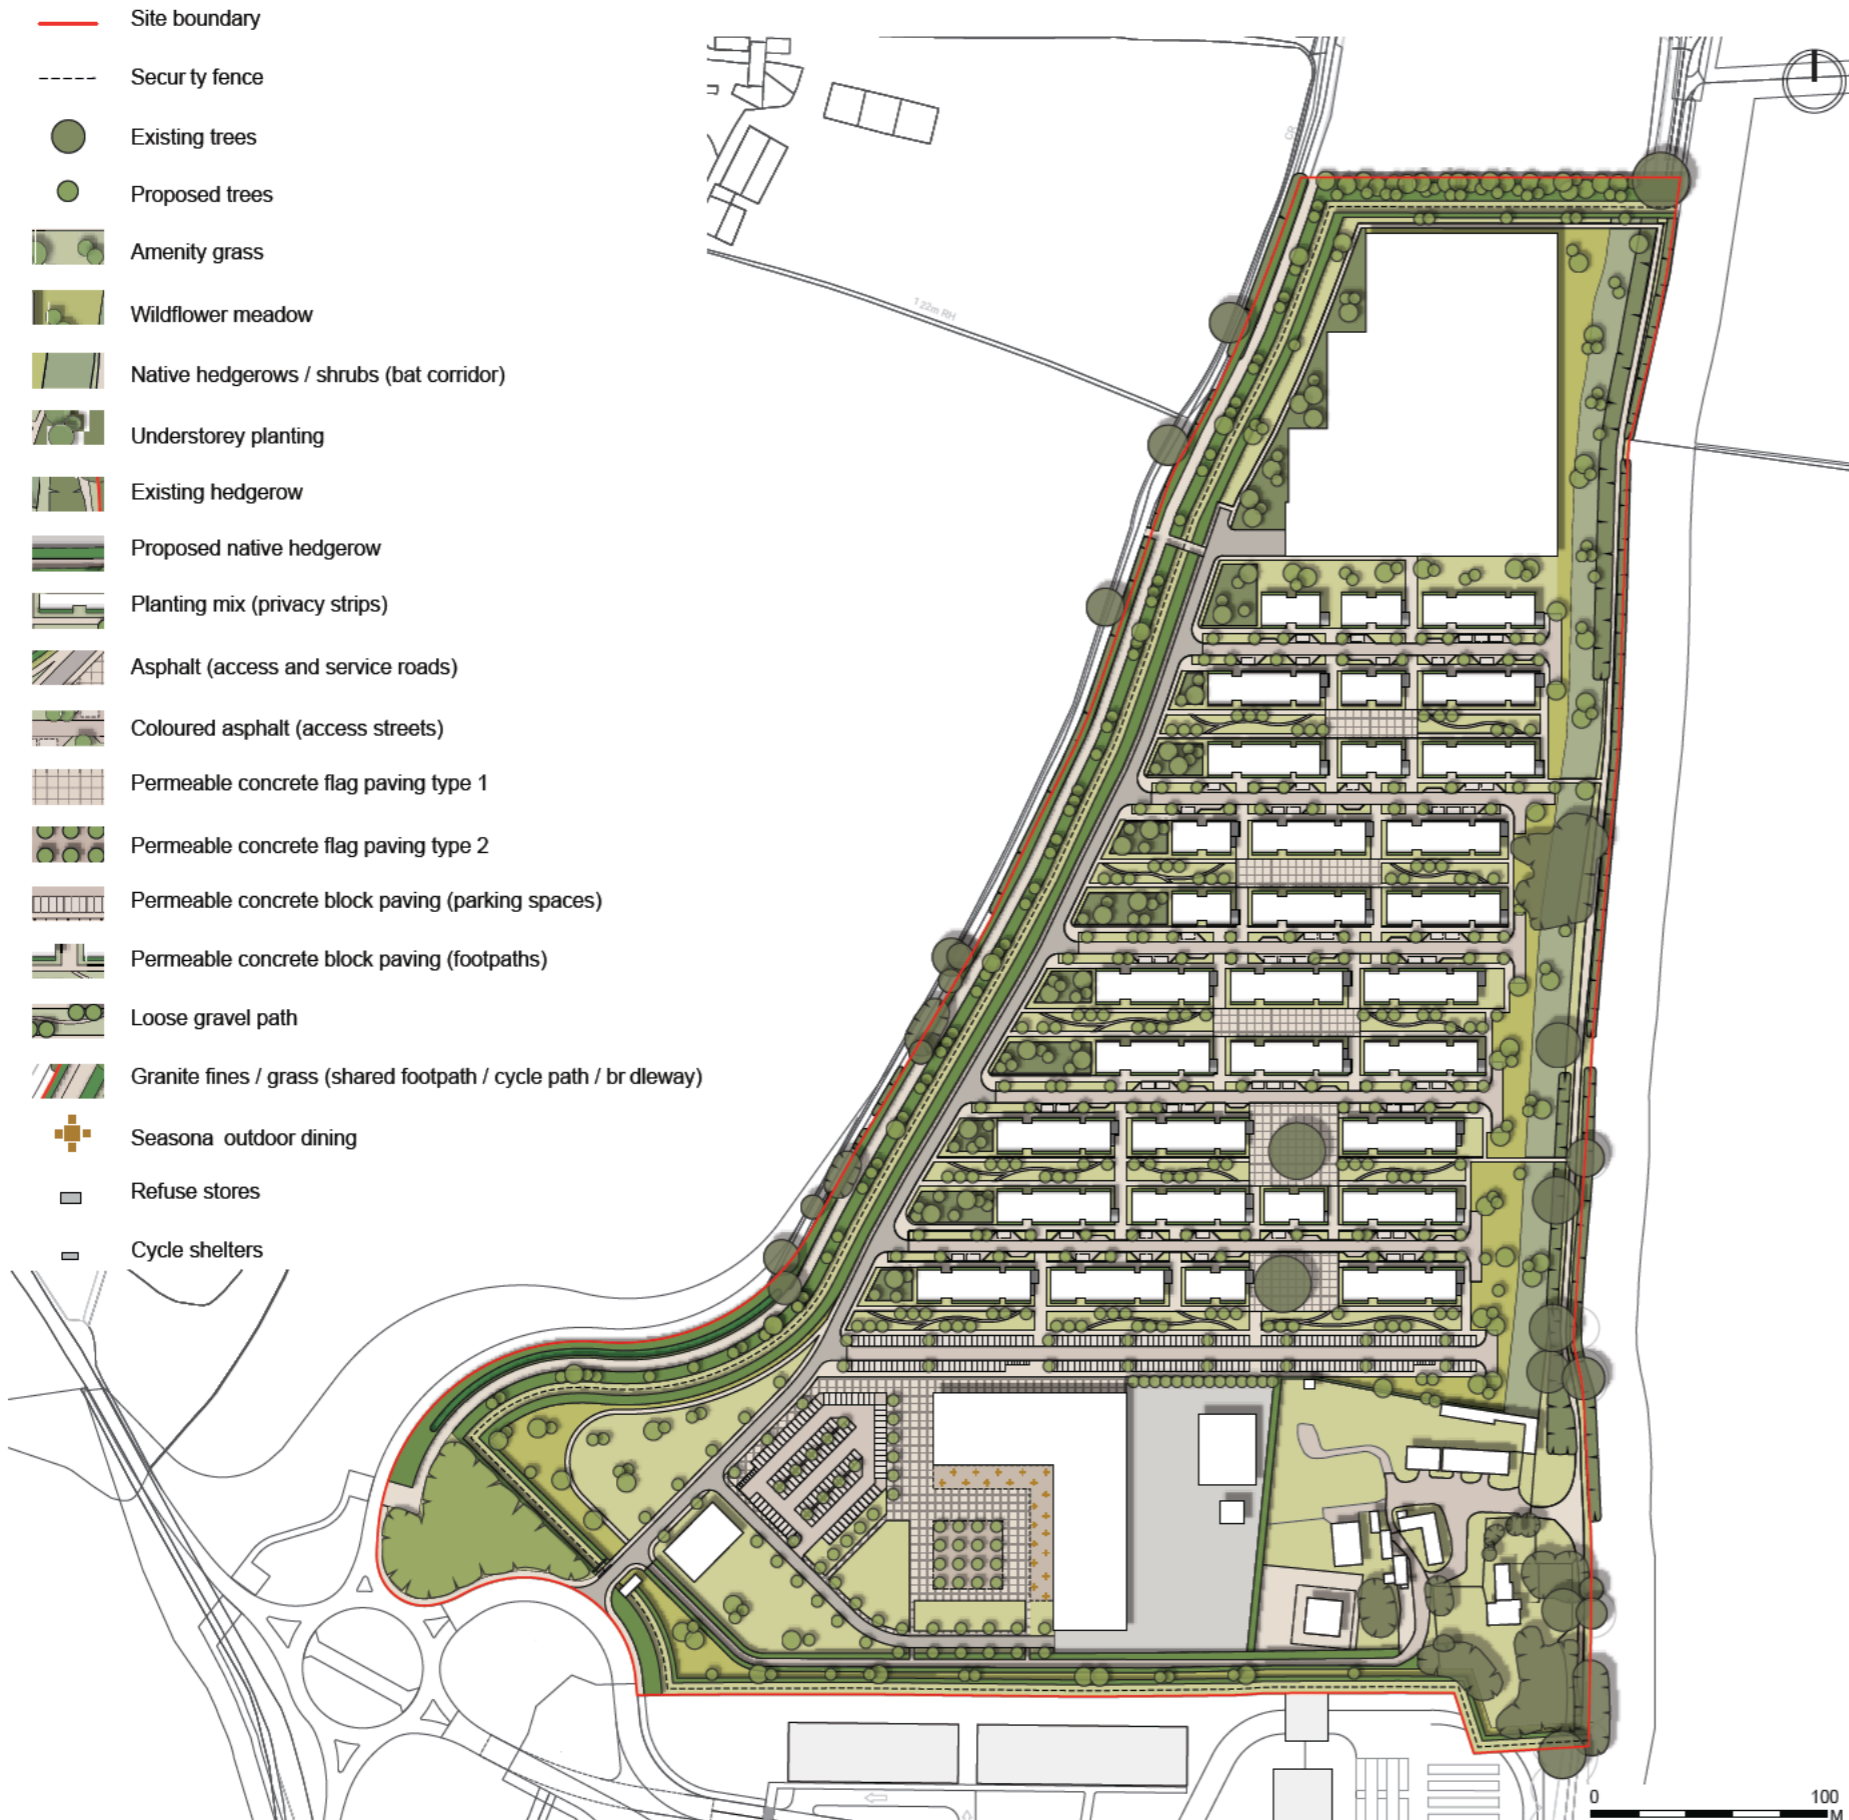 Site boundary
Secur ty fence
Existing trees
Proposed trees
Amenity grass
Wildflower meadow
Native hedgerows / shrubs (bat corridor)
Understorey planting
Existing hedgerow
Proposed native hedgerow
Planting mix (privacy strips)
Asphalt (access and service roads)
Coloured asphalt (access streets)
Permeable concrete flag paving type 1
Permeable concrete flag paving type 2
Permeable concrete block paving (parking spaces)
Permeable concrete block paving (footpaths)
Loose gravel path
Granite fines / grass (shared footpath / cycle path / br dleway)
Seasona outdoor dining
Refuse stores
Cycle shelters
CR
1 22m RH
0 100
M